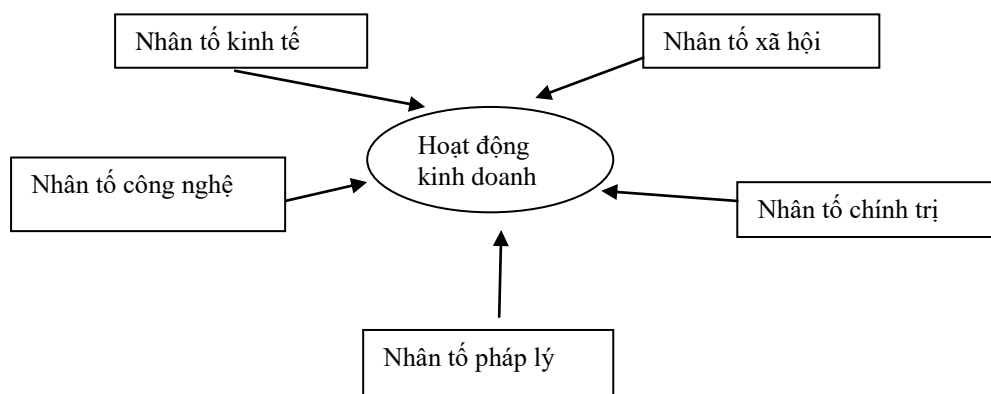 Nhân tố kinh tế
Nhân tố xã hội
Hoạt động
kinh doanh
Nhân tố công nghệ
Nhân tố chính trị
Nhân tố pháp lý